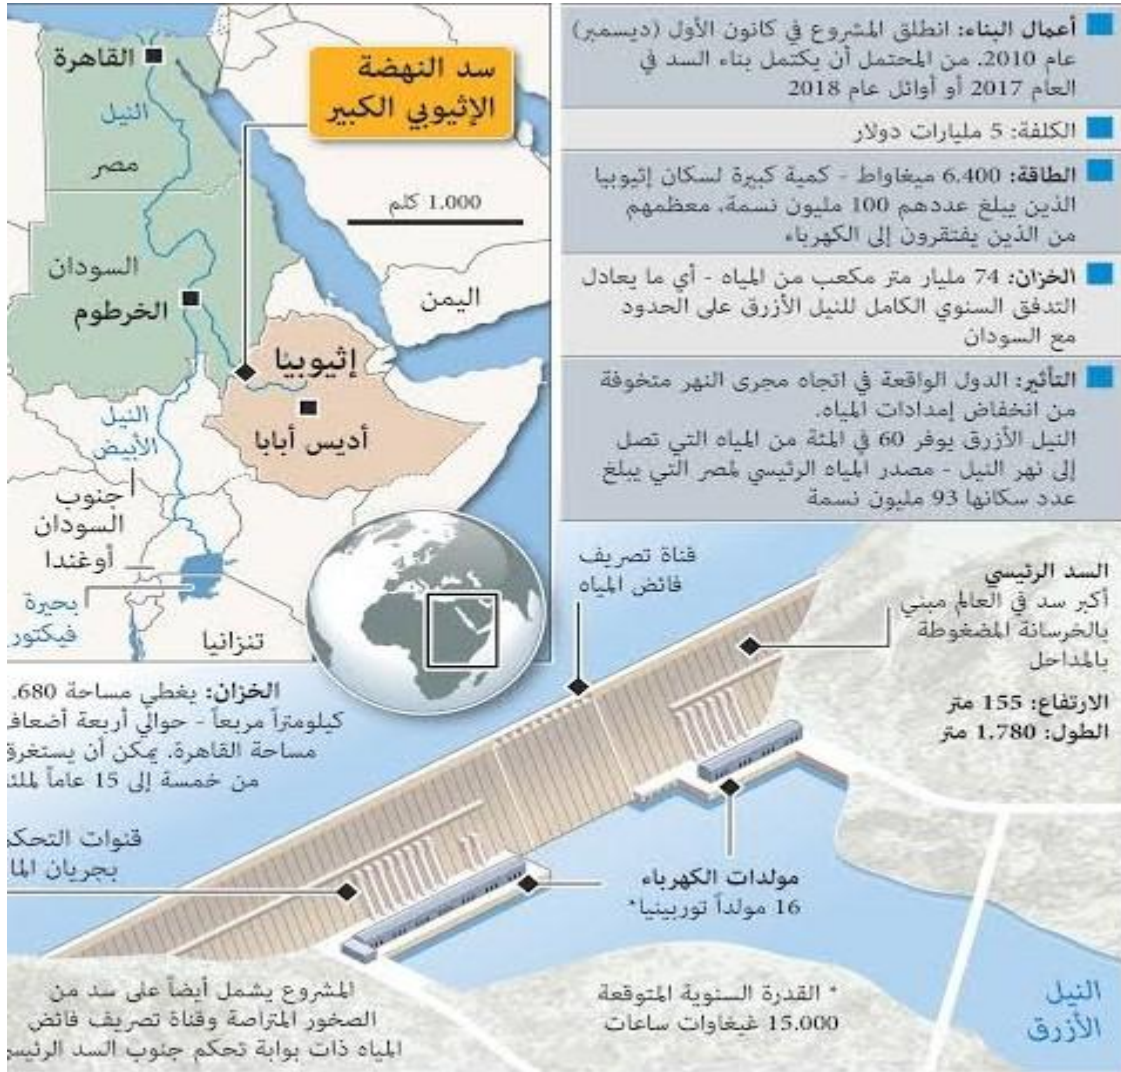 سد النهضة
الإثيوبي الكبير
القاهرة
النيل
مصر
1.000 كلم
السودان
الخرطوم
اليمن
إثيوبيا
أديس أبابا
النيل
الأبيض
جنوب
السودان
أوغندا
بحيرة
فيكتور
تنزانيا
أعمال البناء: انطلق المشروع في كانون الأول (ديسمبر)
عام 2010. من المحتمل أن يكتمل بناء السد في
العام 2017 أو أوائل عام 2018
الكلفة: 5 مليارات دولار
الطاقة: 6.400 ميغاواط - كمية كبيرة لسكان إثيوبيا
الذين يبلغ عددهم 100 مليون نسمة، معظمهم
من الذين يفتقرون إلى الكهرباء
الخزان: 74 مليار متر مكعب من المياه - أي ما يعادل
التدفق السنوي الكامل للنيل الأزرق على الحدود
مع السودان
التأثير: الدول الواقعة في اتجاه مجرى النهر متخوفة
من انخفاض إمدادات المياه.
النيل الأزرق يوفر 60 في المئة من المياه التي تصل
إلى نهر النيل - مصدر المياه الرئيسي لمصر التي يبلغ
عدد سكانها 93 مليون نسمة
قناة تصريف
فائض المياه
السد الرئيسي
أكبر سد في العالم مبني
بالخرسانة المضغوطة
بالمداحل
الارتفاع: 155 متر
الطول: 1.780 متر
الخزان: يغطي مساحة 680.
كيلومتراً مربعاً - حوالي أربعة أضعاف
مساحة القاهرة. يمكن أن يستغرق
من خمسة إلى 15 عاماً لملئ
قنوات التحكم
بجريان الما
مولدات الكهرباء
16 مولداً توربينيا*
* القدرة السنوية المتوقعة
15.000 غيغاوات ساعات
المشروع يشمل أيضاً على سد من
الصخور المتراصة وقناة تصريف فائض
المياه ذات بوابة تحكم جنوب السد الرئيس
النيل
الأزرق